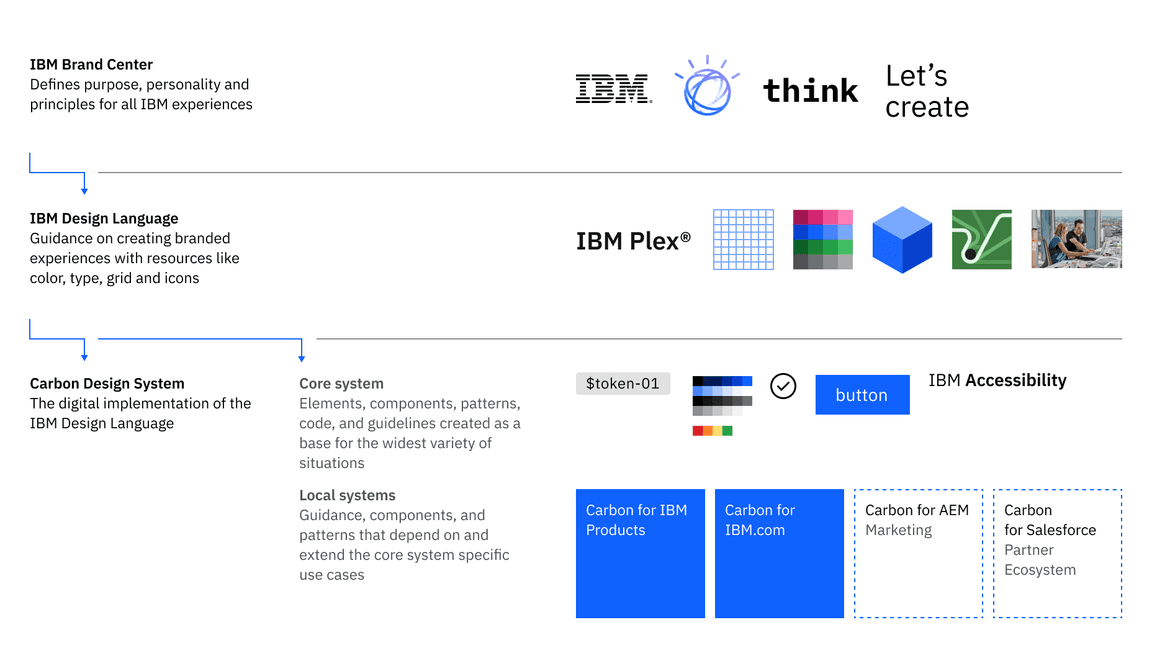 IBM Brand Center
Defines purpose, personality and
principles for all IBM experiences
IBM
think
Let’s
create
IBM Design Language
Guidance on creating branded
experiences with resources like
color, type, grid and icons
IBM Plex®
Carbon Design System
The digital implementation of the
IBM Design Language
Core system
Elements, components, patterns,
code, and guidelines created as a
base for the widest variety of
situations
Local systems
Guidance, components, and
patterns that depend on and
extend the core system specific
use cases
$token-01
button
IBM Accessibility
Carbon for IBM
Products
Carbon for
IBM.com
Carbon for AEM
Marketing
Carbon
for Salesforce
Partner
Ecosystem